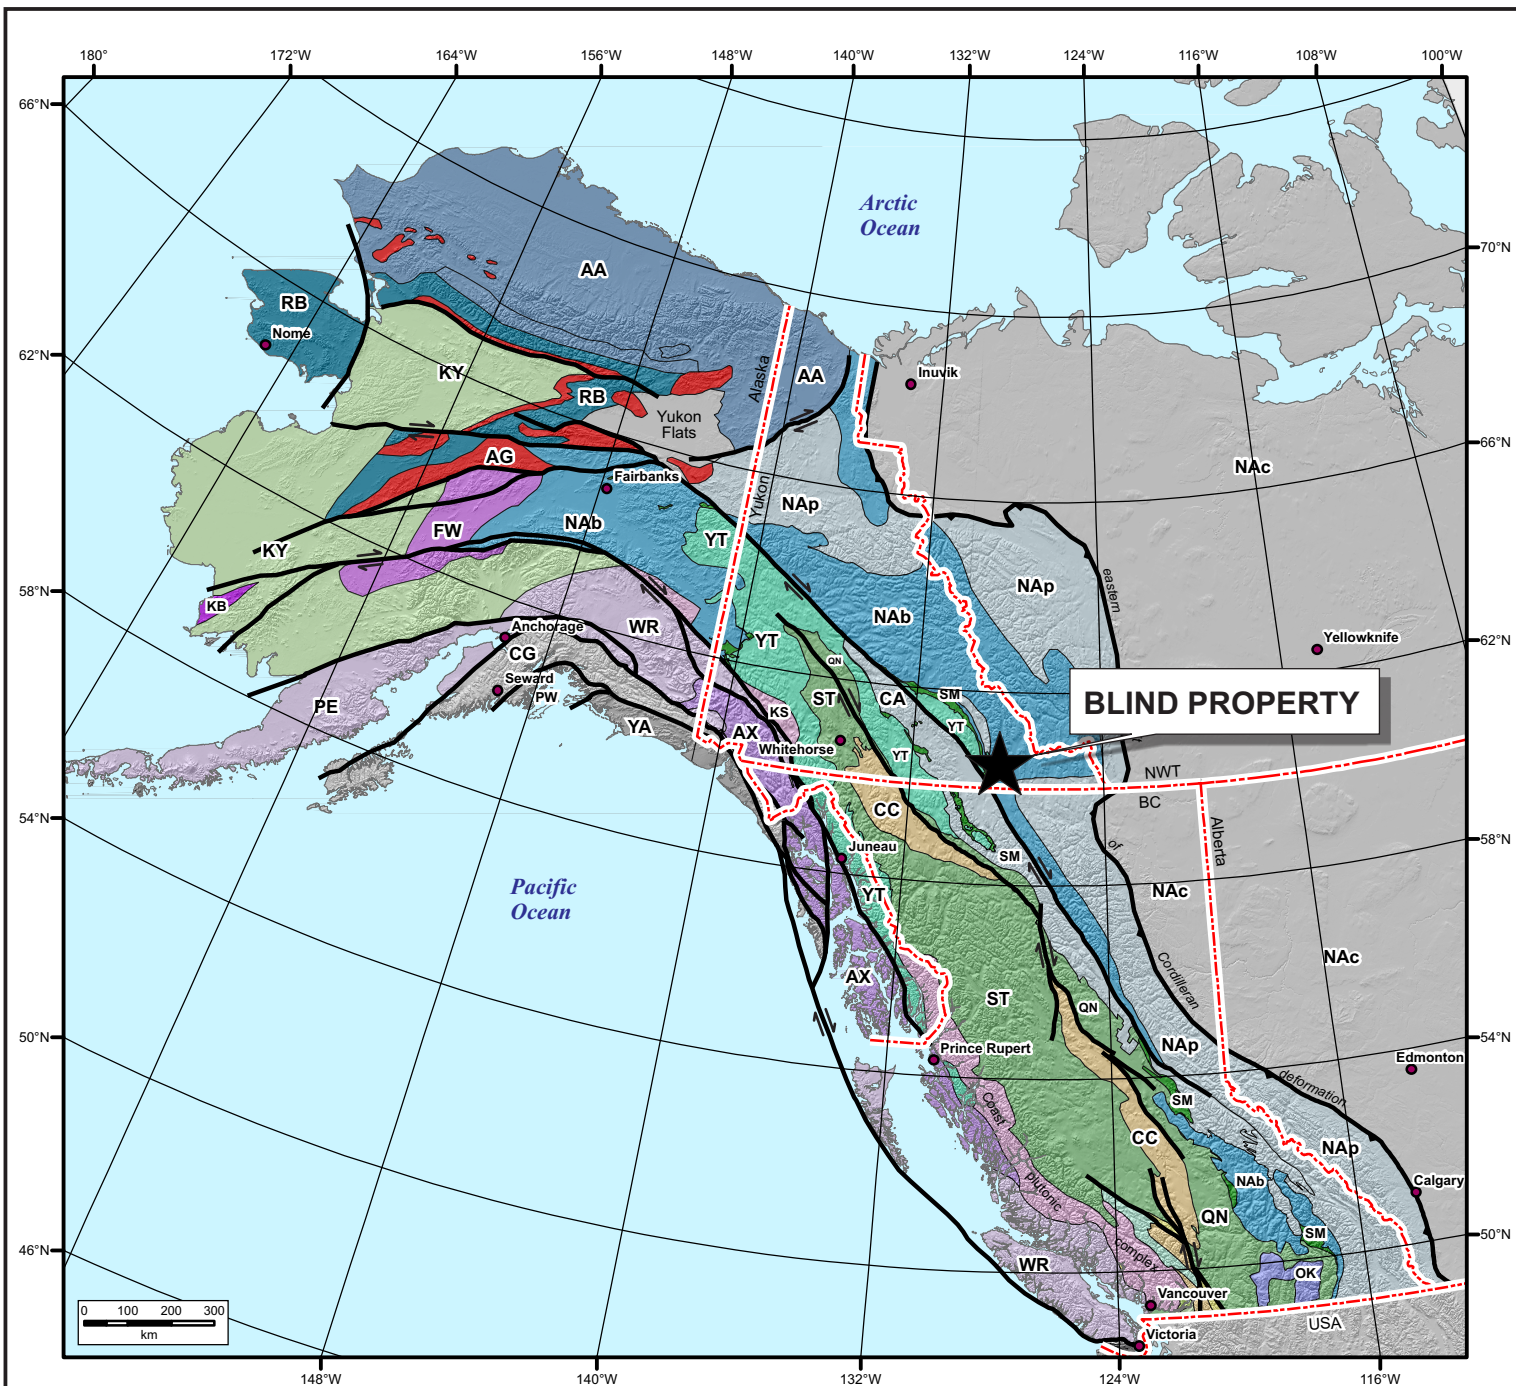 180°
172°W
164°W
156°W
148°W
140°W
132°W
124°W
116°W
108°W
100°W
66°N
62°N
58°N
54°N
50°N
46°N
70°N
66°N
62°N
58°N
54°N
50°N
148°W
140°W
132°W
124°W
116°W
Arctic
Ocean
AA
RB
Nome
KY
RB
Alaska
AA
Inuvik
Yukon
Flats
AG
Fairbanks
NAc
Yukon
NAp
FW
NAb
YT
KY
NAp
eastern
KB
NAb
Anchorage
WR
YT
Yellowknife
CG
QN
Seward
PW
ST
CA
SM
BLIND PROPERTY
PE
YA
KS
YT
AX
Whitehorse
YT
NWT
BC
CC
Alberta
Juneau
SM
of
Pacific
Ocean
YT
NAc
Cordilleran
NAc
AX
ST
QN
Prince Rupert
NAp
Edmonton
deformation
SM
Coast
CC
NAp
plutonic
NAb
Calgary
QN
complex
SM
WR
OK
Vancouver
USA
Victoria
0 100 200 300
km